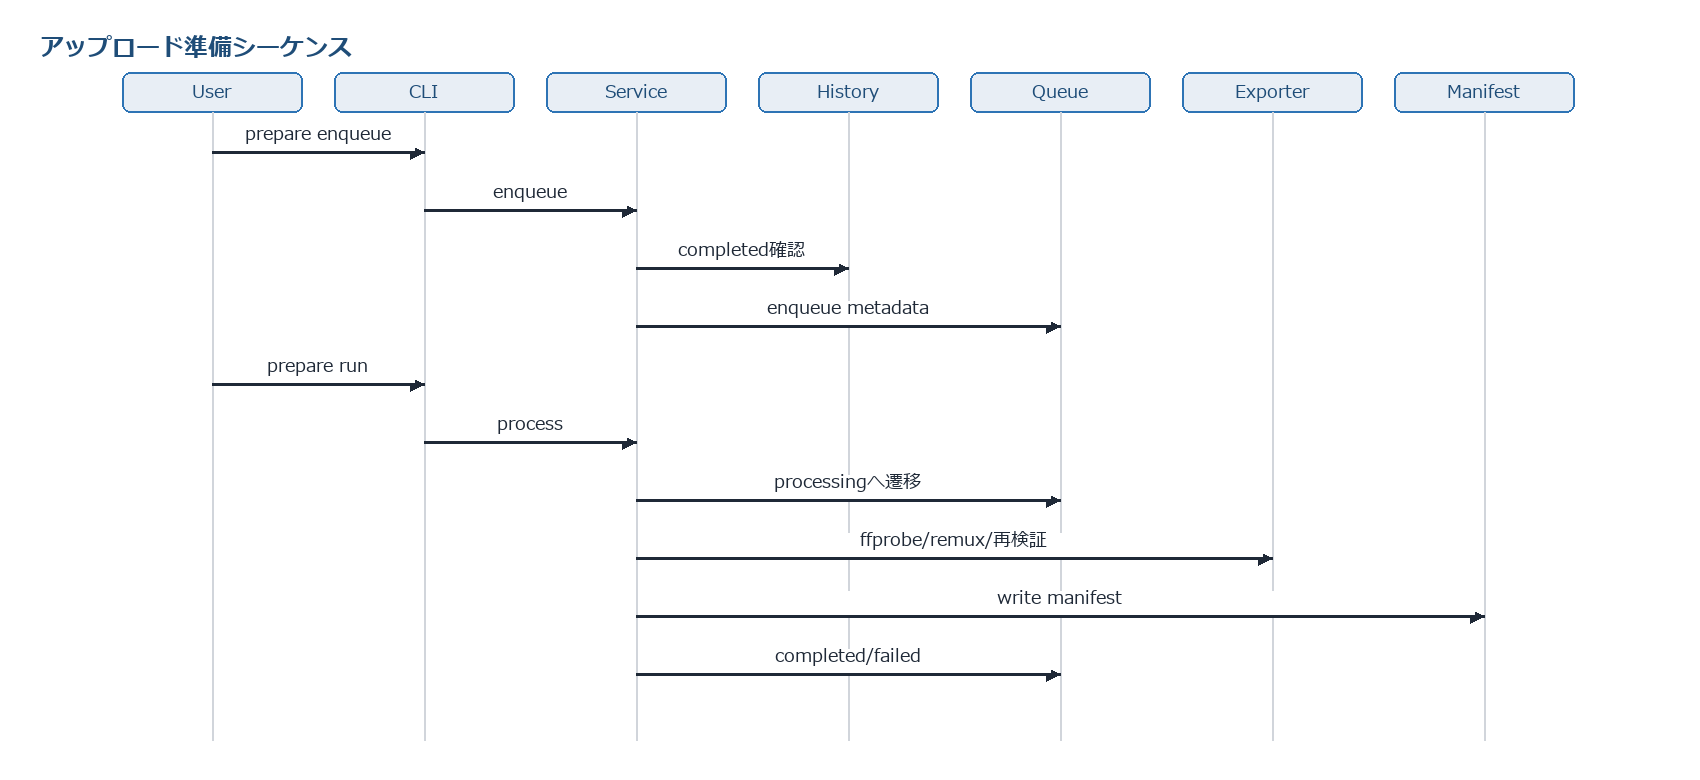 アップロード準備シーケンス
User
CLI
Service
History
Queue
Exporter
Manifest
prepare enqueue
enqueue
completed確認
enqueue metadata
prepare run
process
processingへ遷移
ffprobe/remux/再検証
write manifest
completed/failed